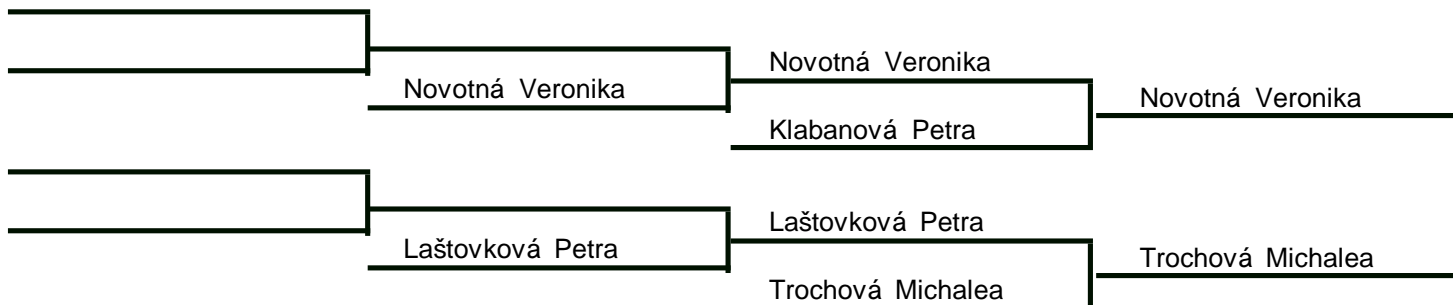 Novotná Veronika
Novotná Veronika
Klabanová Petra
Novotná Veronika
Laštovková Petra
Laštovková Petra
Trochová Michalea
Trochová Michalea